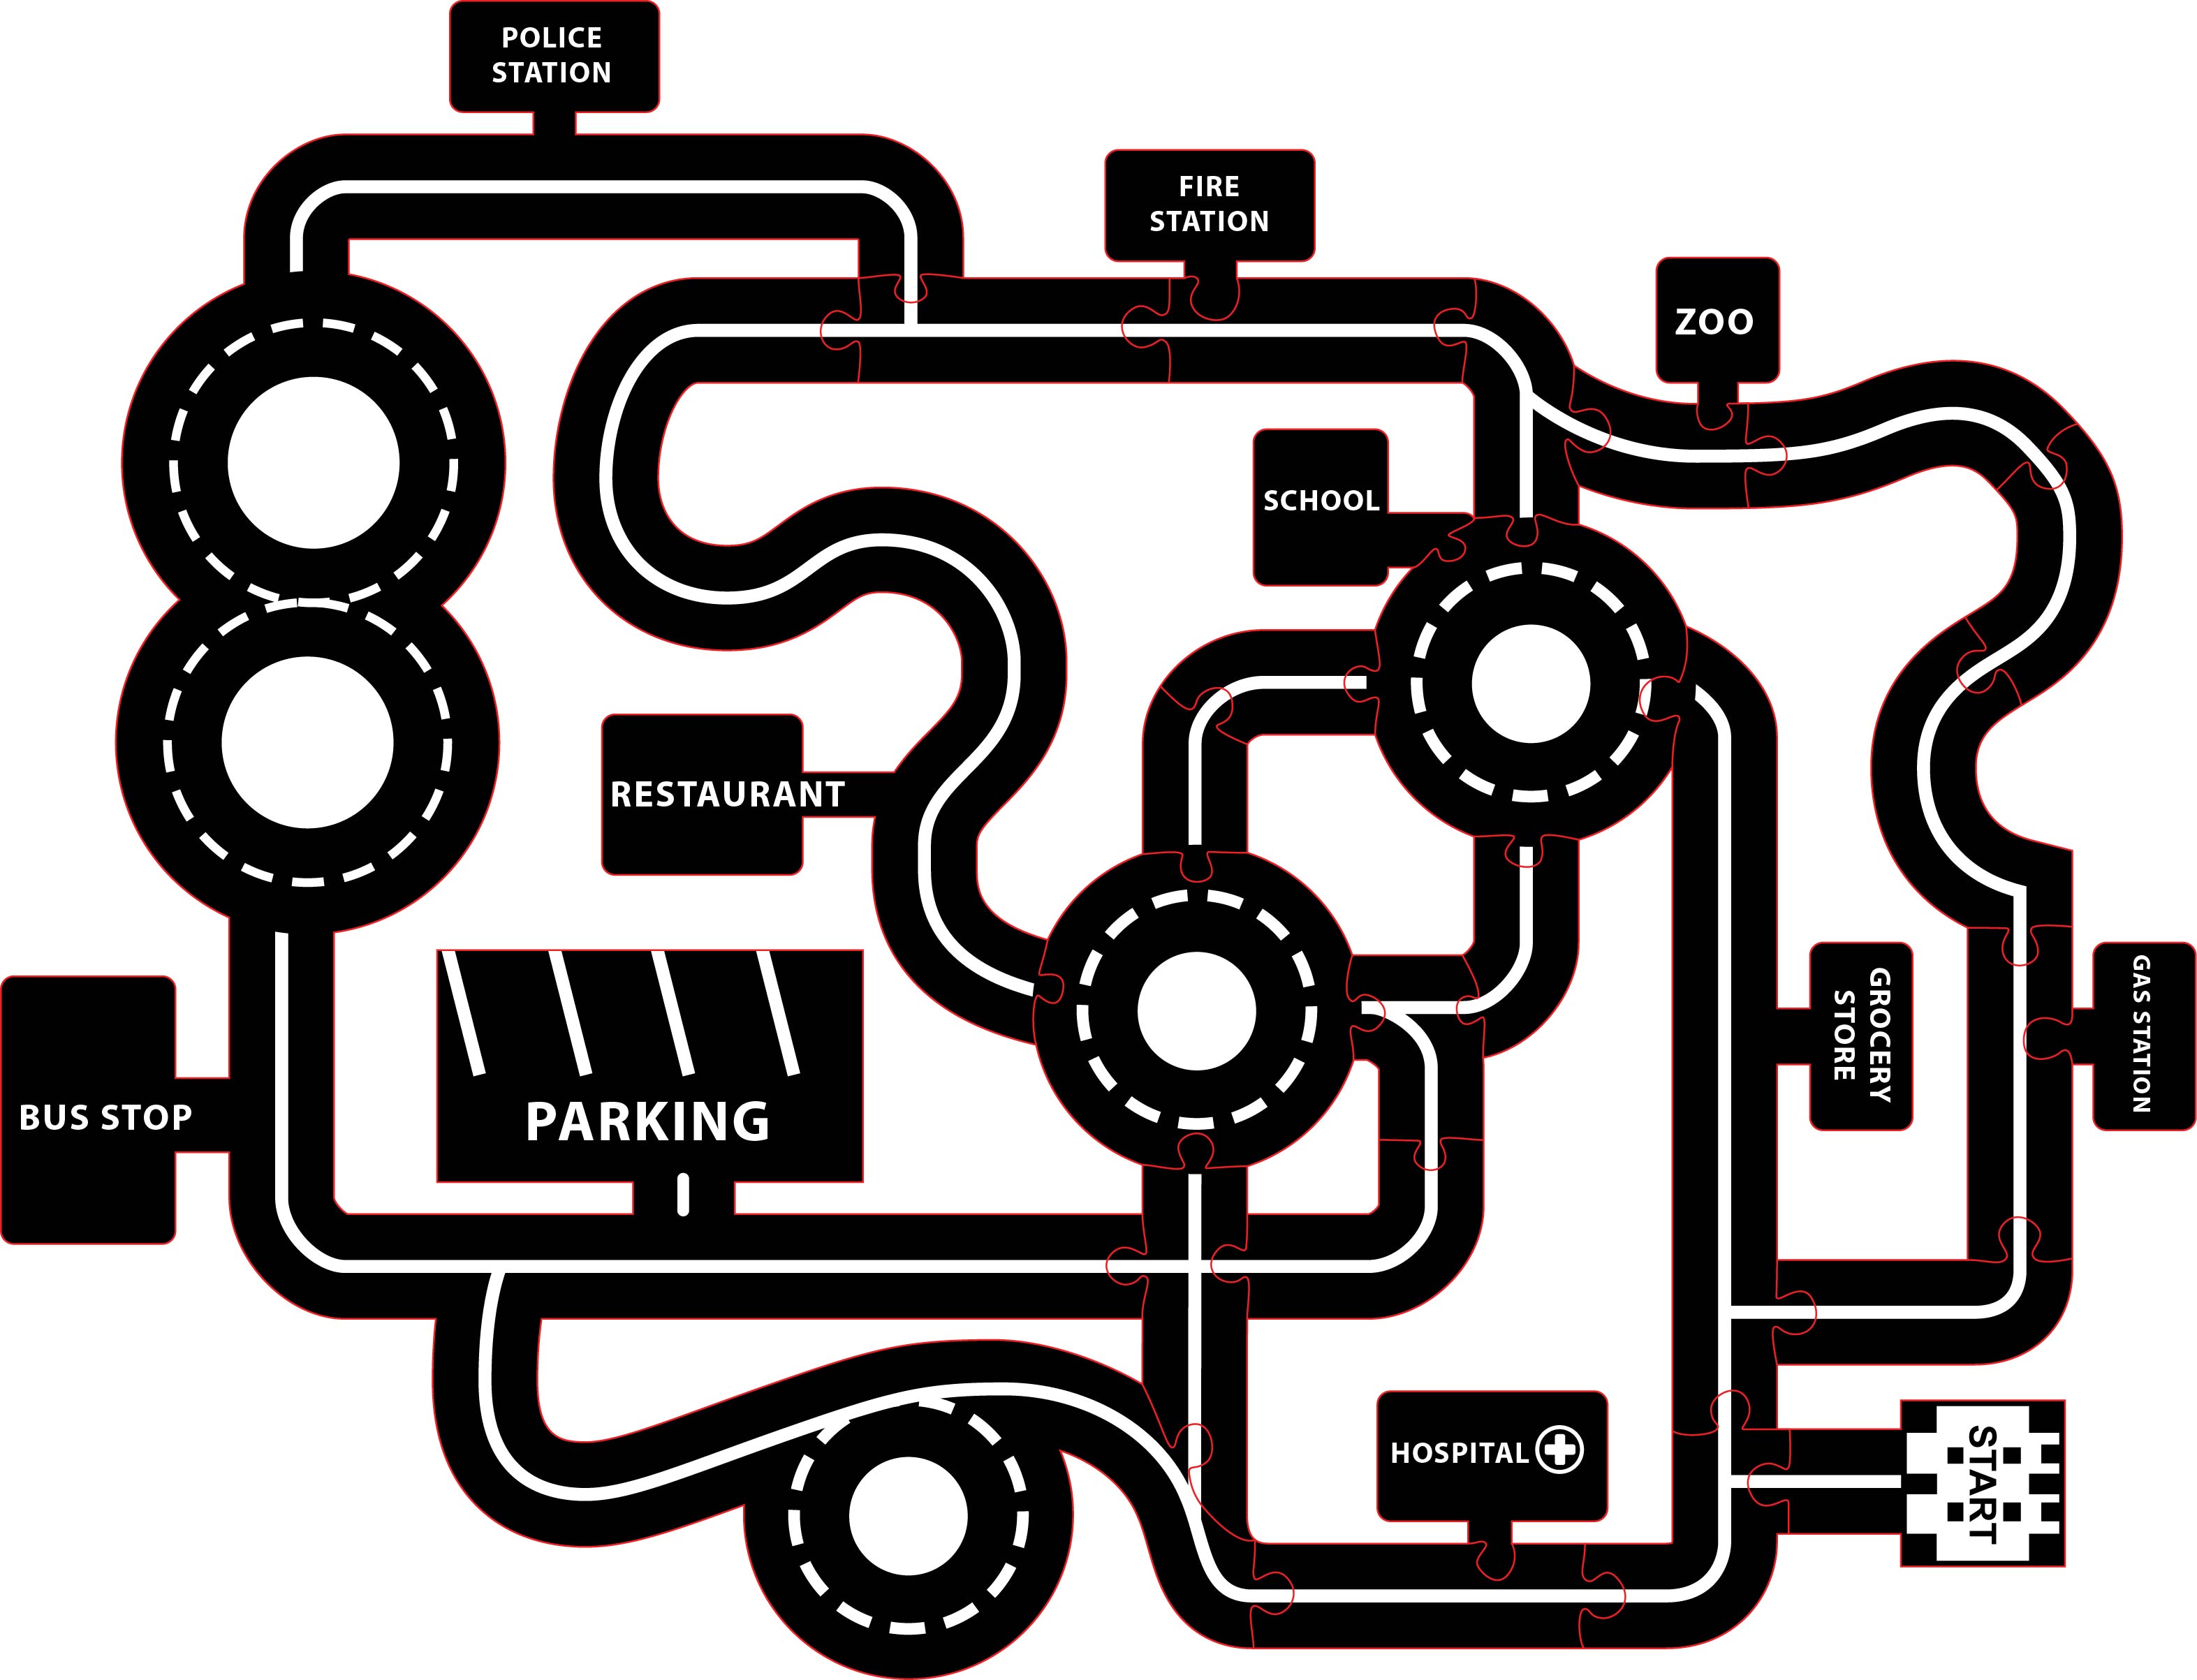 POLICE
STATION
FIRE
STATION
ZOO
SCHOOL
RESTAURANT
GROCERY
STORE
GAS STATION
BUS STOP
PARKING
HOSPITAL
START